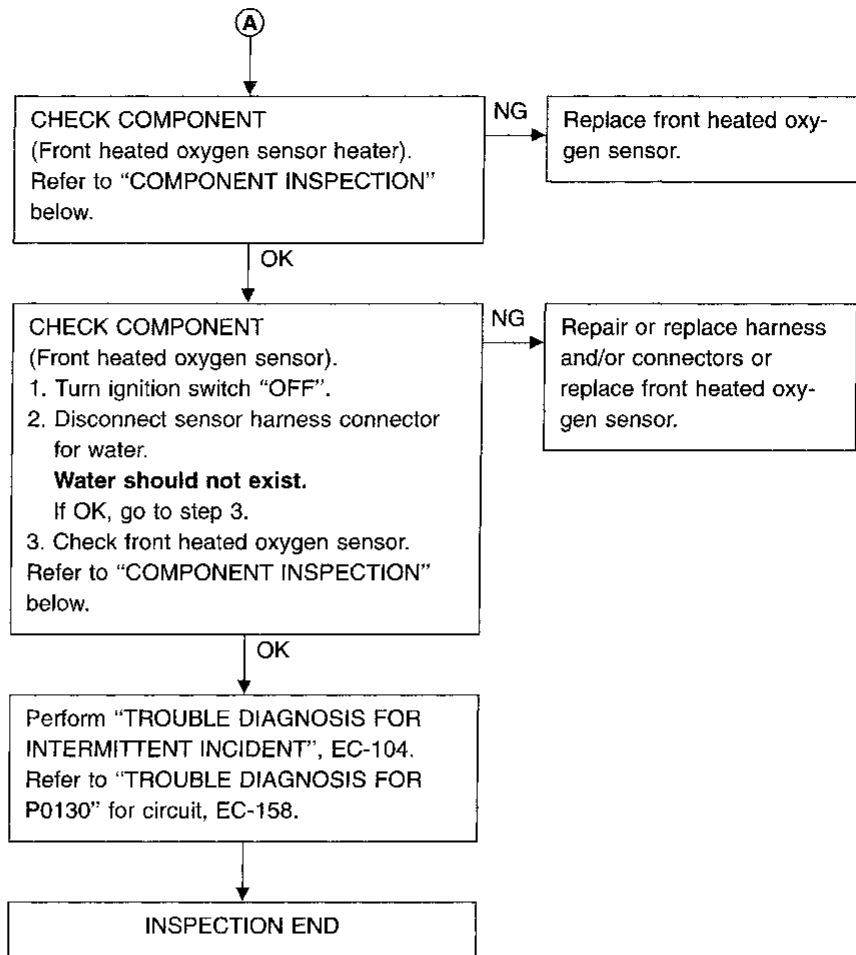 A
CHECK COMPONENT
(Front heated oxygen sensor heater).
Refer to “COMPONENT INSPECTION”
below.
NG
Replace front heated oxy-
gen sensor.
OK
CHECK COMPONENT
(Front heated oxygen sensor).
1. Turn ignition switch “OFF”.
2. Disconnect sensor harness connector
for water.
Water should not exist.
If OK, go to step 3.
3. Check front heated oxygen sensor.
Refer to “COMPONENT INSPECTION”
below.
NG
Repair or replace harness
and/or connectors or
replace front heated oxy-
gen sensor.
OK
Perform “TROUBLE DIAGNOSIS FOR
INTERMITTENT INCIDENT”, EC-104.
Refer to “TROUBLE DIAGNOSIS FOR
P0130” for circuit, EC-158.
INSPECTION END